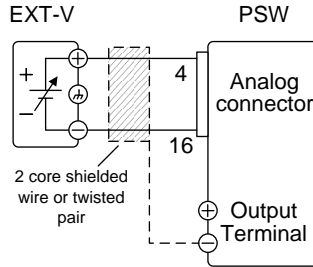 EXT-V
PSW
+
−
4
16
Analog
connector
2 core shielded
wire or twisted
pair
Output
Terminal